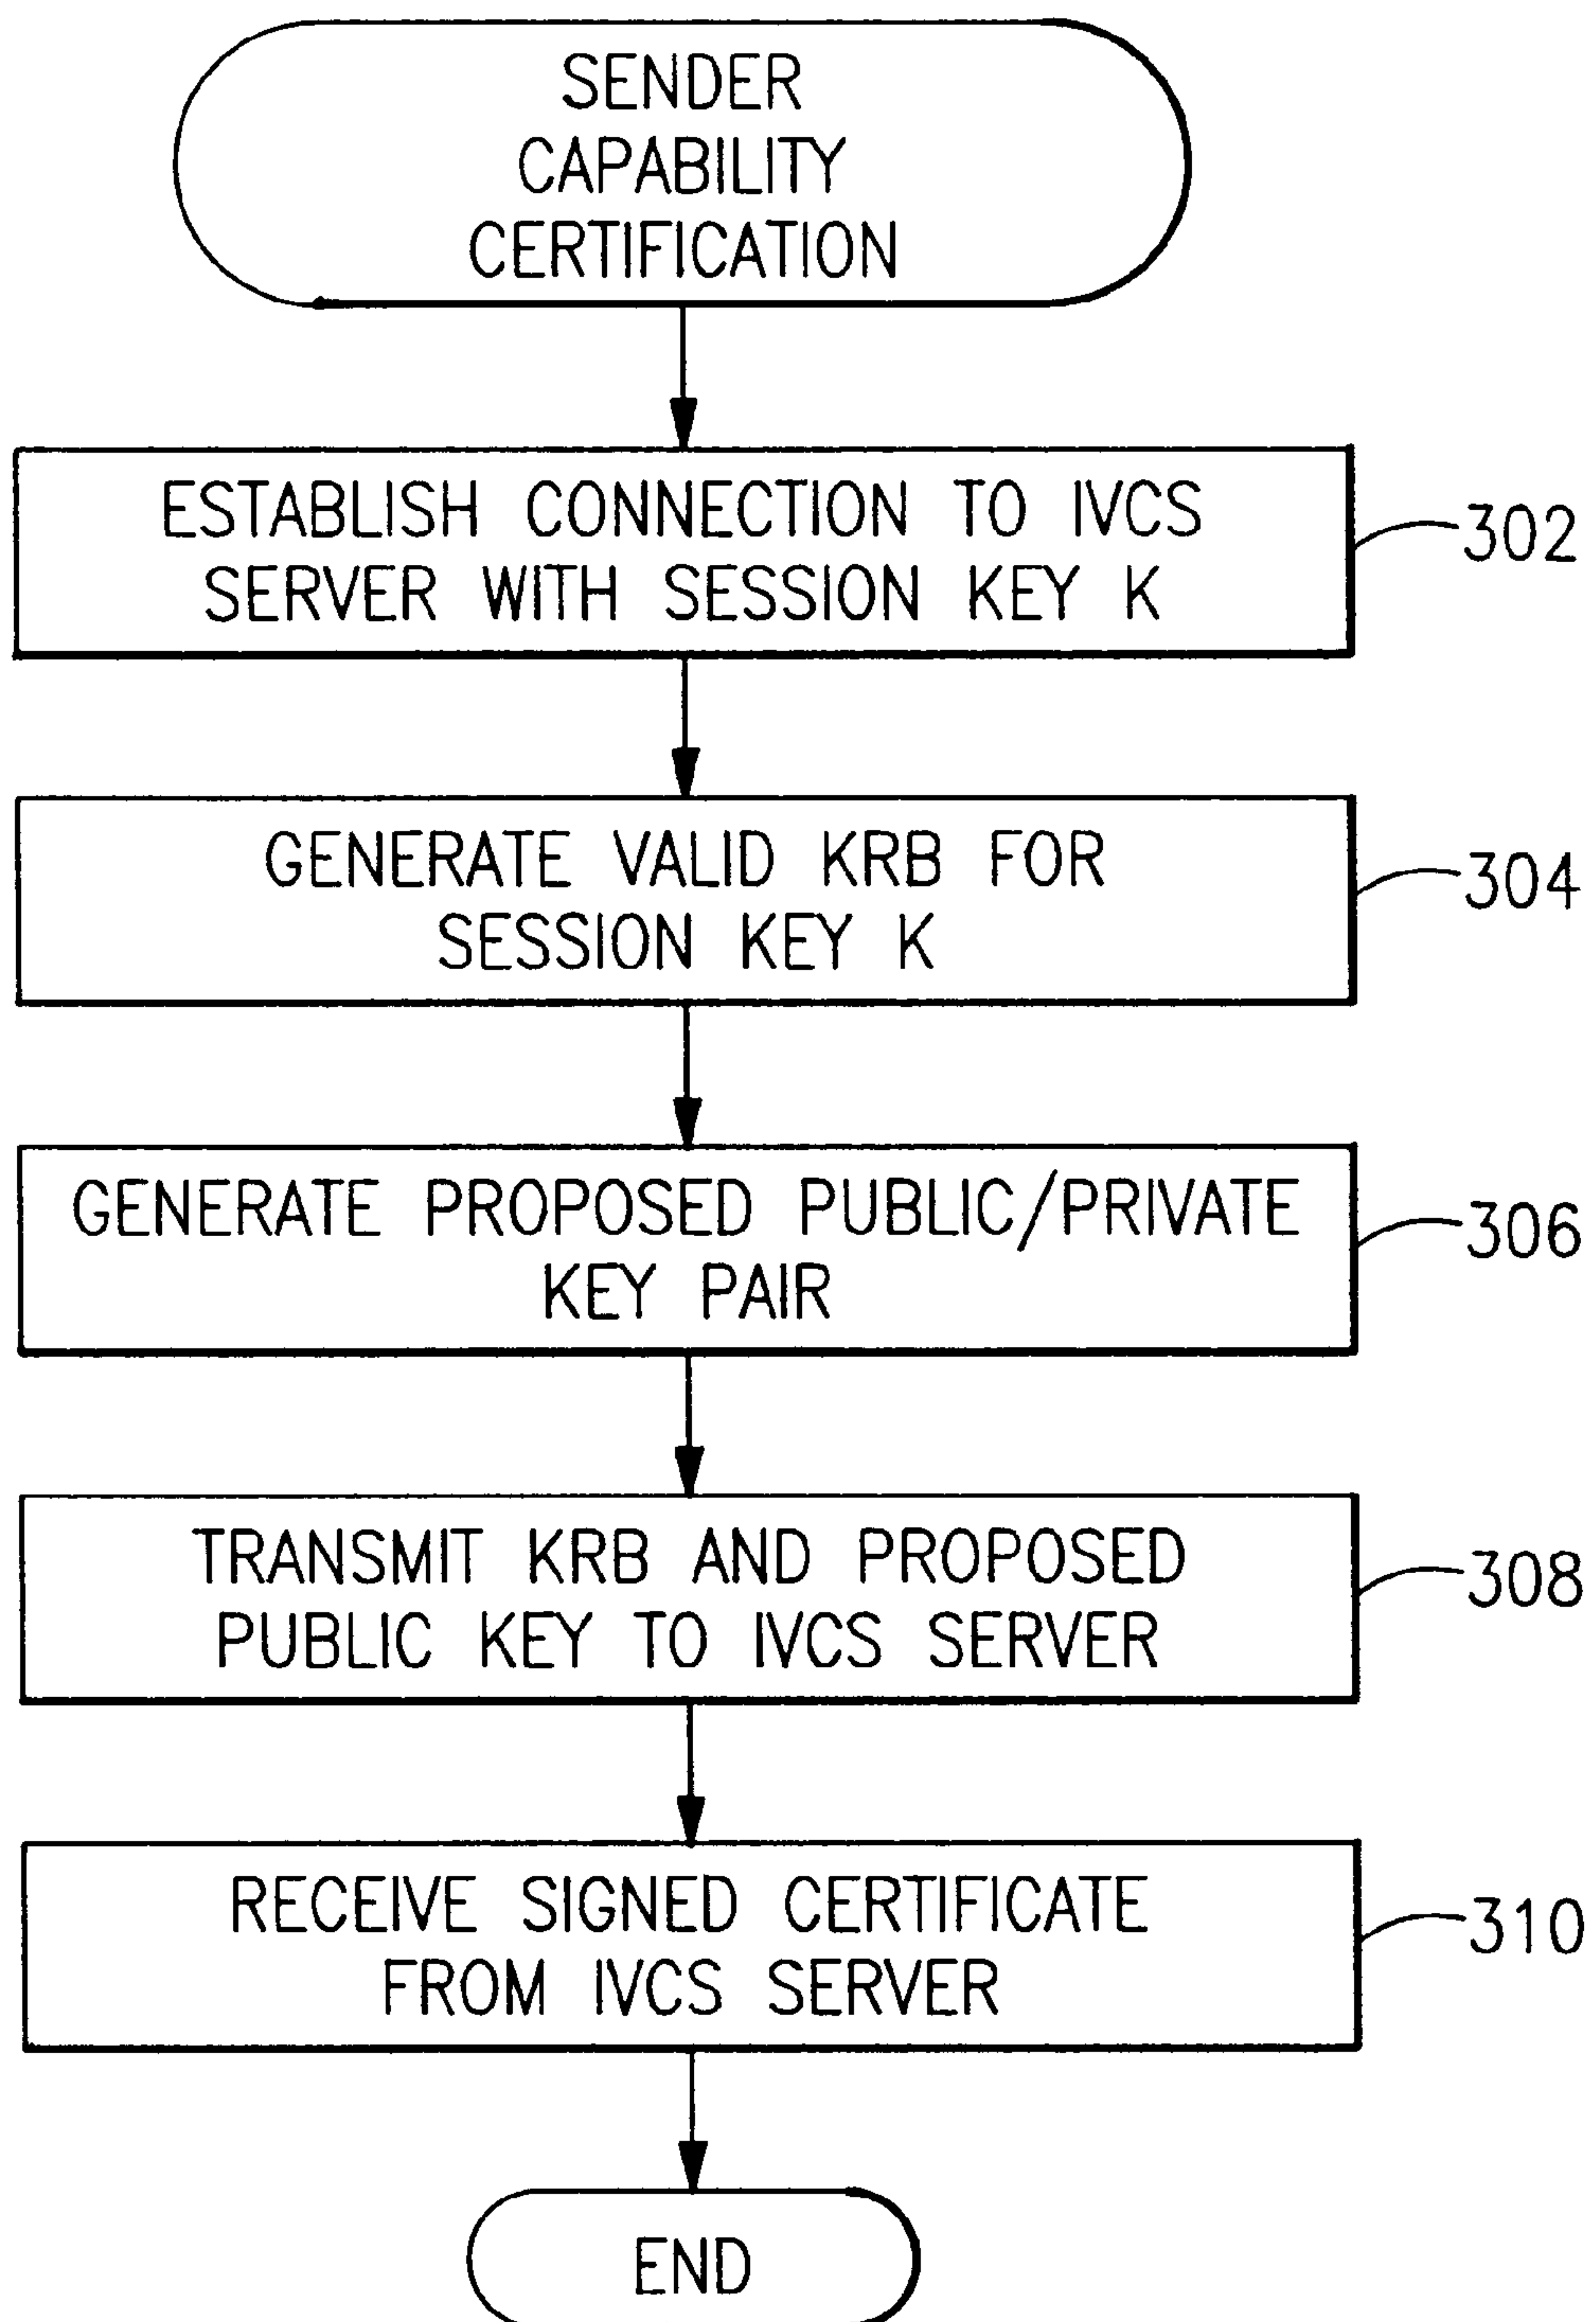 SENDER
CAPABILITY
CERTIFICATION
ESTABLISH CONNECTION TO IVCS
SERVER WITH SESSION KEY K
302
GENERATE VALID KRB FOR
SESSION KEY K
304
GENERATE PROPOSED PUBLIC/PRIVATE
KEY PAIR
306
TRANSMIT KRB AND PROPOSED
PUBLIC KEY TO IVCS SERVER
308
RECEIVE SIGNED CERTIFICATE
FROM IVCS SERVER
310
END